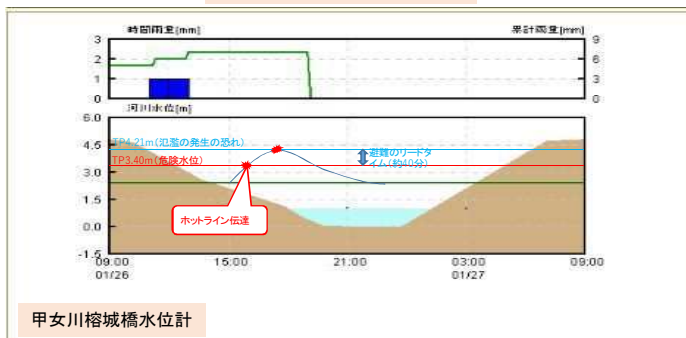 時間雨量[mm]
累計雨量[mm]
3
2
1
0
9
6
3
0
河川水位[m]
6.0
4.5
3.0
1.5
0.0
-1.5
TP4.21m(氾濫の発生の恐れ)
TP3.40m(危険水位)
避難のリードタ
イム(約40分)
ホットライン伝達
09:00
01/26
15:00
21:00
03:00
01/27
09:00
甲女川榕城橋水位計